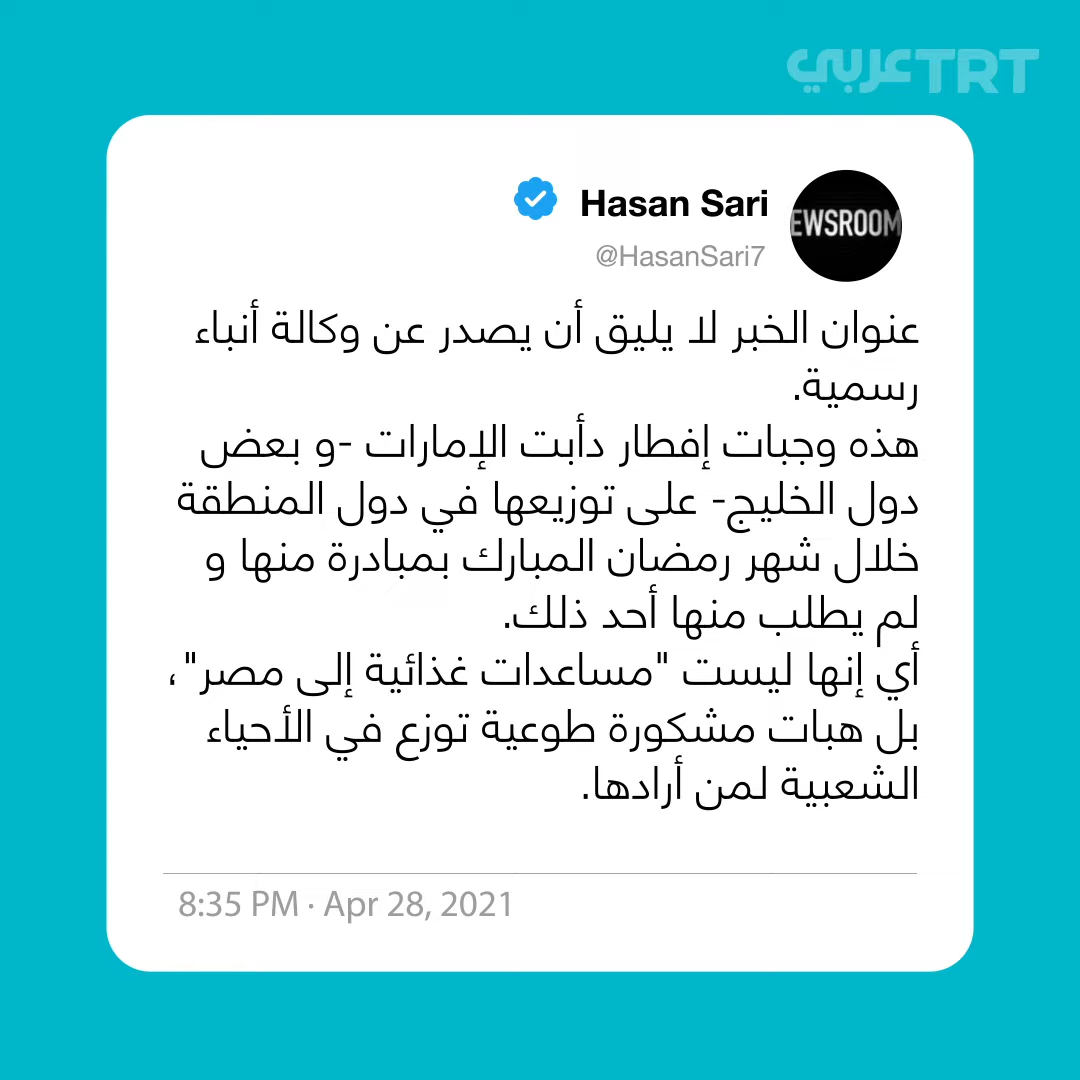 TRT عربي
Hasan Sari
@HasanSari7
EWSROOM
عنوان الخبر لا يليق أن يصدر عن وكالة أنباء
رسمية.
هذه وجبات إفطار دأبت الإمارات -و بعض
دول الخليج- على توزيعها في دول المنطقة
خلال شهر رمضان المبارك بمبادرة منها و
لم يطلب منها أحد ذلك.
أي إنها ليست "مساعدات غذائية إلى مصر"،
بل هبات مشكورة طوعية توزع في الأحياء
الشعبية لمن أرادها.
8:35 PM · Apr 28, 2021